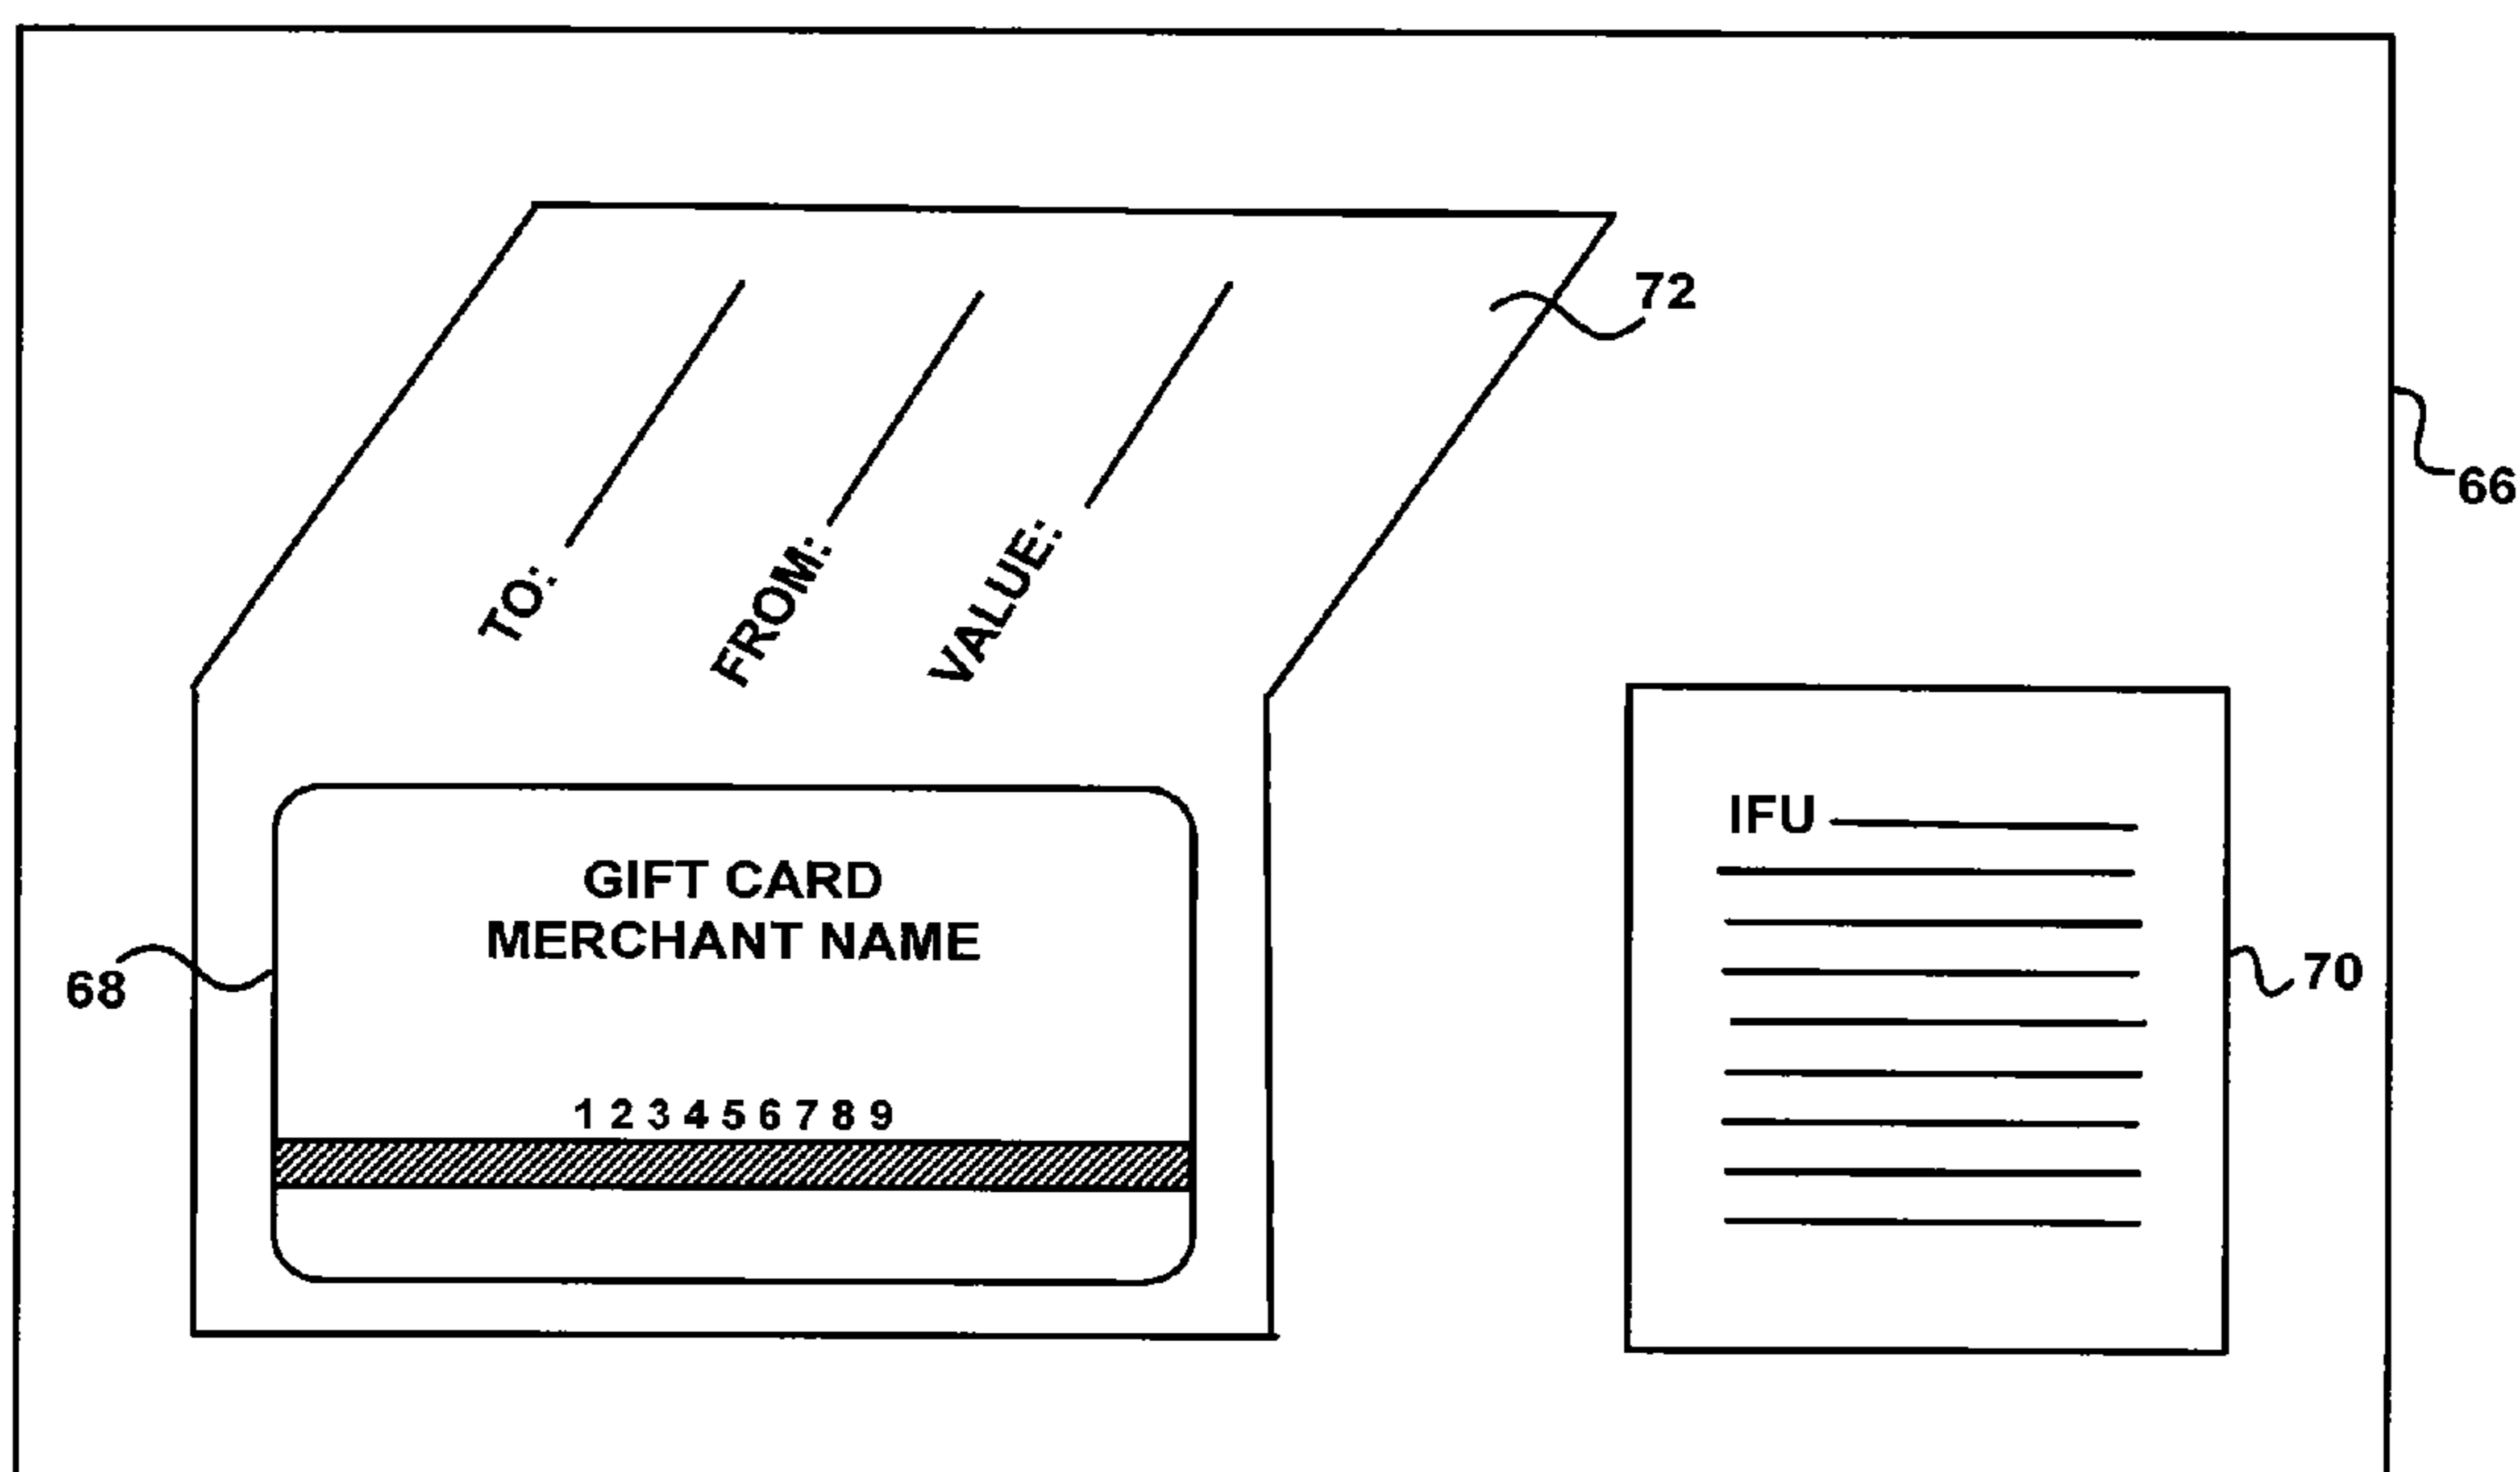 72
66
TO:
FROM:
VALUE:
IFU
GIFT CARD
MERCHANT NAME
68
70
1 2 3 4 5 6 7 8 9